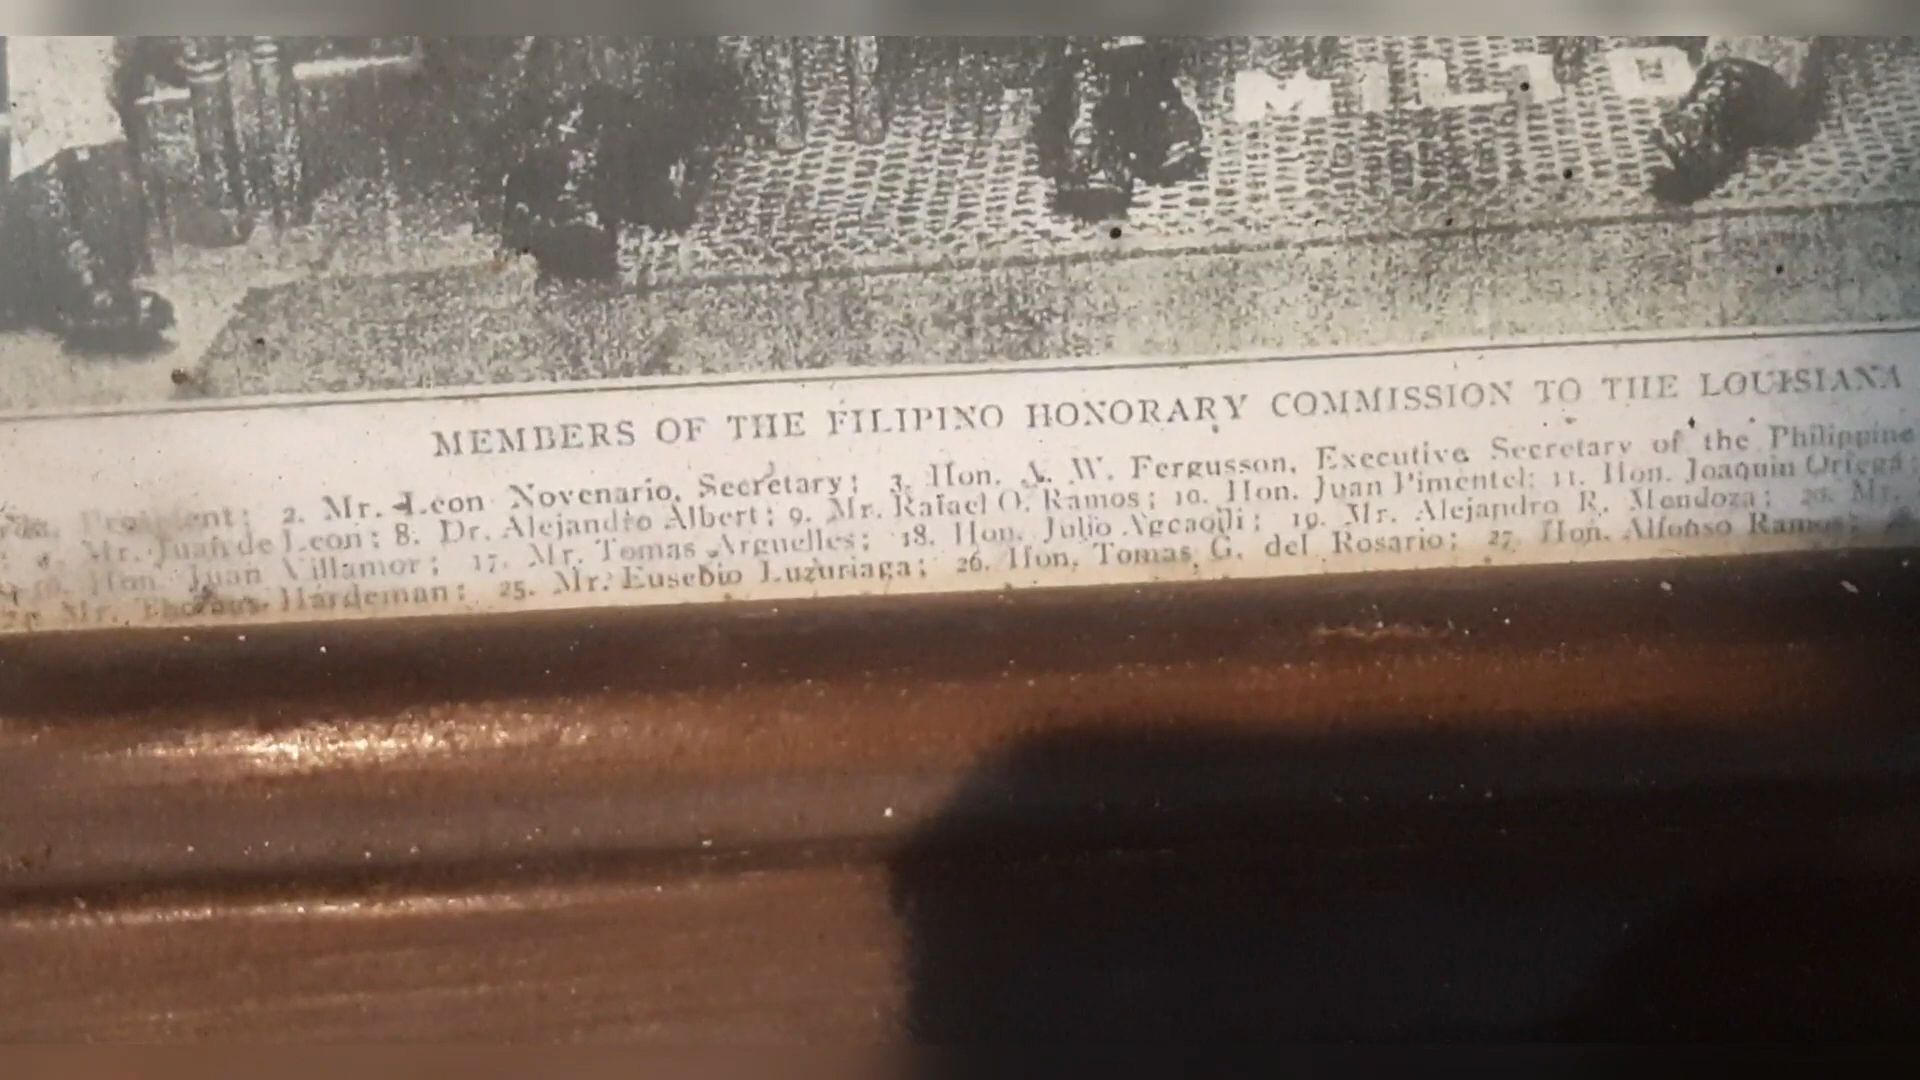 MEMBERS OF THE FILIPINO HONORARY COMMISSION TO THE LOUISIANA
2. Mr. Leon Novenario, Secretary; 3. Hon. A. W. Fergusson, Executive Secretary of the Philippine
Mr. Juan de Leon; 8. Dr. Alejandro Albert; 9. Mr. Rafael O. Ramos; 10. Hon. Juan Pimentel; 11. Hon. Joaquin Ortega;
Hon. Juan Villamor; 17. Mr. Tomas Arguelles; 18. Hon. Julio Agcaoili; 19. Mr. Alejandro R. Mendoza; 20. Mr.
Mr. Hardeman; 25. Mr. Eusebio Luzuriaga; 26. Hon. Tomas G. del Rosario; 27. Hon. Alfonso Ramos;